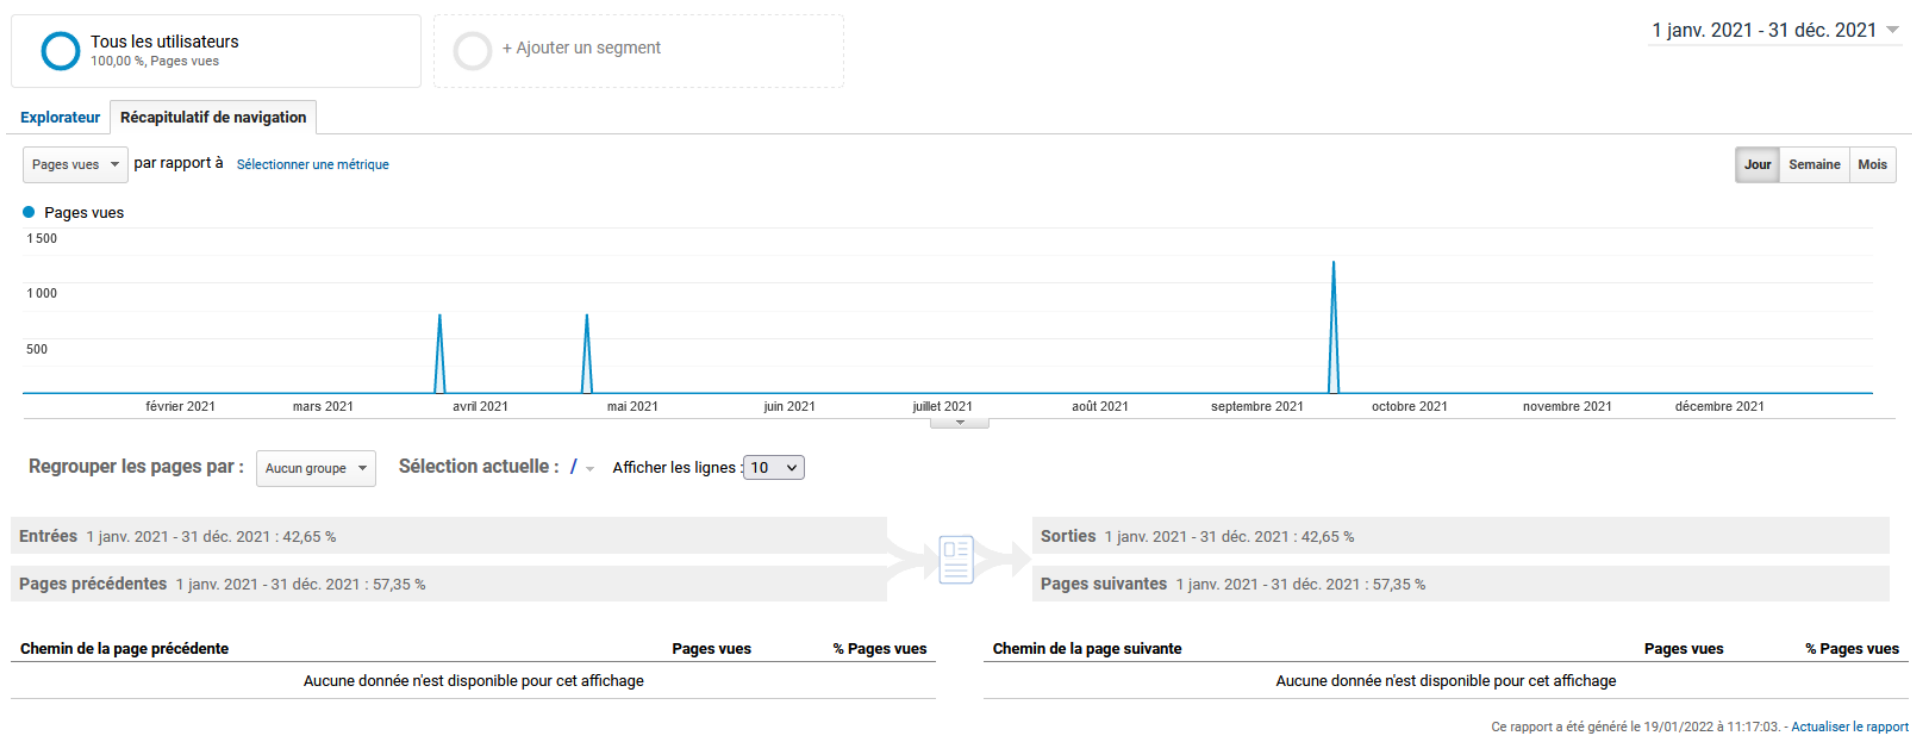 Tous les utilisateurs
100,00 %, Pages vues
+ Ajouter un segment
1 janv. 2021 - 31 déc. 2021
Explorateur
Récapitulatif de navigation
Pages vues
par rapport à
Sélectionner une métrique
Jour
Semaine
Mois
Pages vues
1 500
1 000
500
février 2021
mars 2021
avril 2021
mai 2021
juin 2021
juillet 2021
août 2021
septembre 2021
octobre 2021
novembre 2021
décembre 2021
Regrouper les pages par :
Aucun groupe
Sélection actuelle : /
Afficher les lignes :
10
Entrées 1 janv. 2021 - 31 déc. 2021 : 42,65 %
Pages précédentes 1 janv. 2021 - 31 déc. 2021 : 57,35 %
Sorties 1 janv. 2021 - 31 déc. 2021 : 42,65 %
Pages suivantes 1 janv. 2021 - 31 déc. 2021 : 57,35 %
Chemin de la page précédente
Pages vues
% Pages vues
Aucune donnée n'est disponible pour cet affichage
Chemin de la page suivante
Pages vues
% Pages vues
Aucune donnée n'est disponible pour cet affichage
Ce rapport a été généré le 19/01/2022 à 11:17:03. - Actualiser le rapport